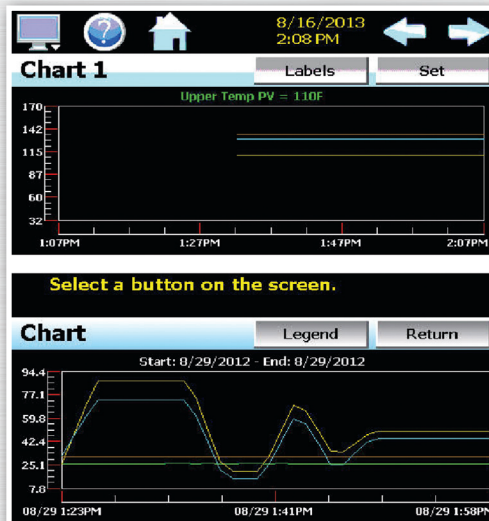 ?
8/16/2013
2:08 PM
Chart 1
Labels
Set
Upper Temp PV = 110F
170
142
115
87
60
32
1:07PM
1:27PM
1:47PM
2:07PM
Select a button on the screen.
Chart
Legend
Return
Start: 8/29/2012 - End: 8/29/2012
94.4
77.1
59.8
42.4
25.1
7.8
08/29 1:23PM
08/29 1:41PM
08/29 1:58PM